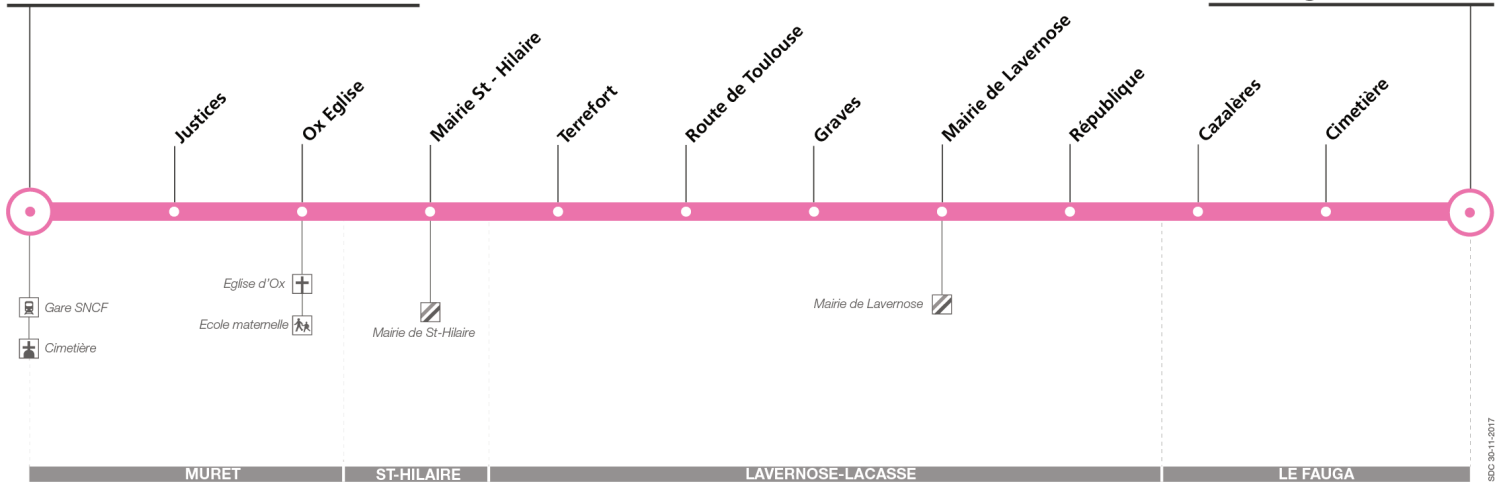 Justices
Ox Eglise
Mairie St - Hilaire
Terrefort
Route de Toulouse
Graves
Mairie de Lavernose
République
Cazalères
Cimetière
Gare SNCF
Cimetière
Eglise d'Ox
Ecole maternelle
Mairie de St-Hilaire
Mairie de Lavernose
MURET
ST-HILAIRE
LAVERNOSE-LACASSE
LE FAUGA
SDC 30-11-2017